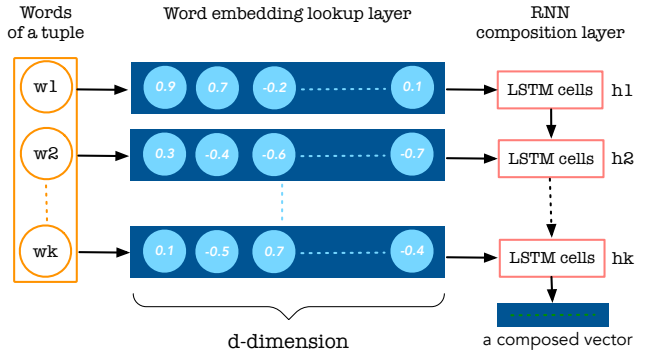 Words
of a tuple
Word embedding lookup layer
RNN
composition layer
w1
0.9 0.7 -0.2 0.1
LSTM cells
h1
w2
0.3 -0.4 -0.6 -0.7
LSTM cells
h2
wk
0.1 -0.5 0.7 -0.4
LSTM cells
hk
d-dimension
a composed vector